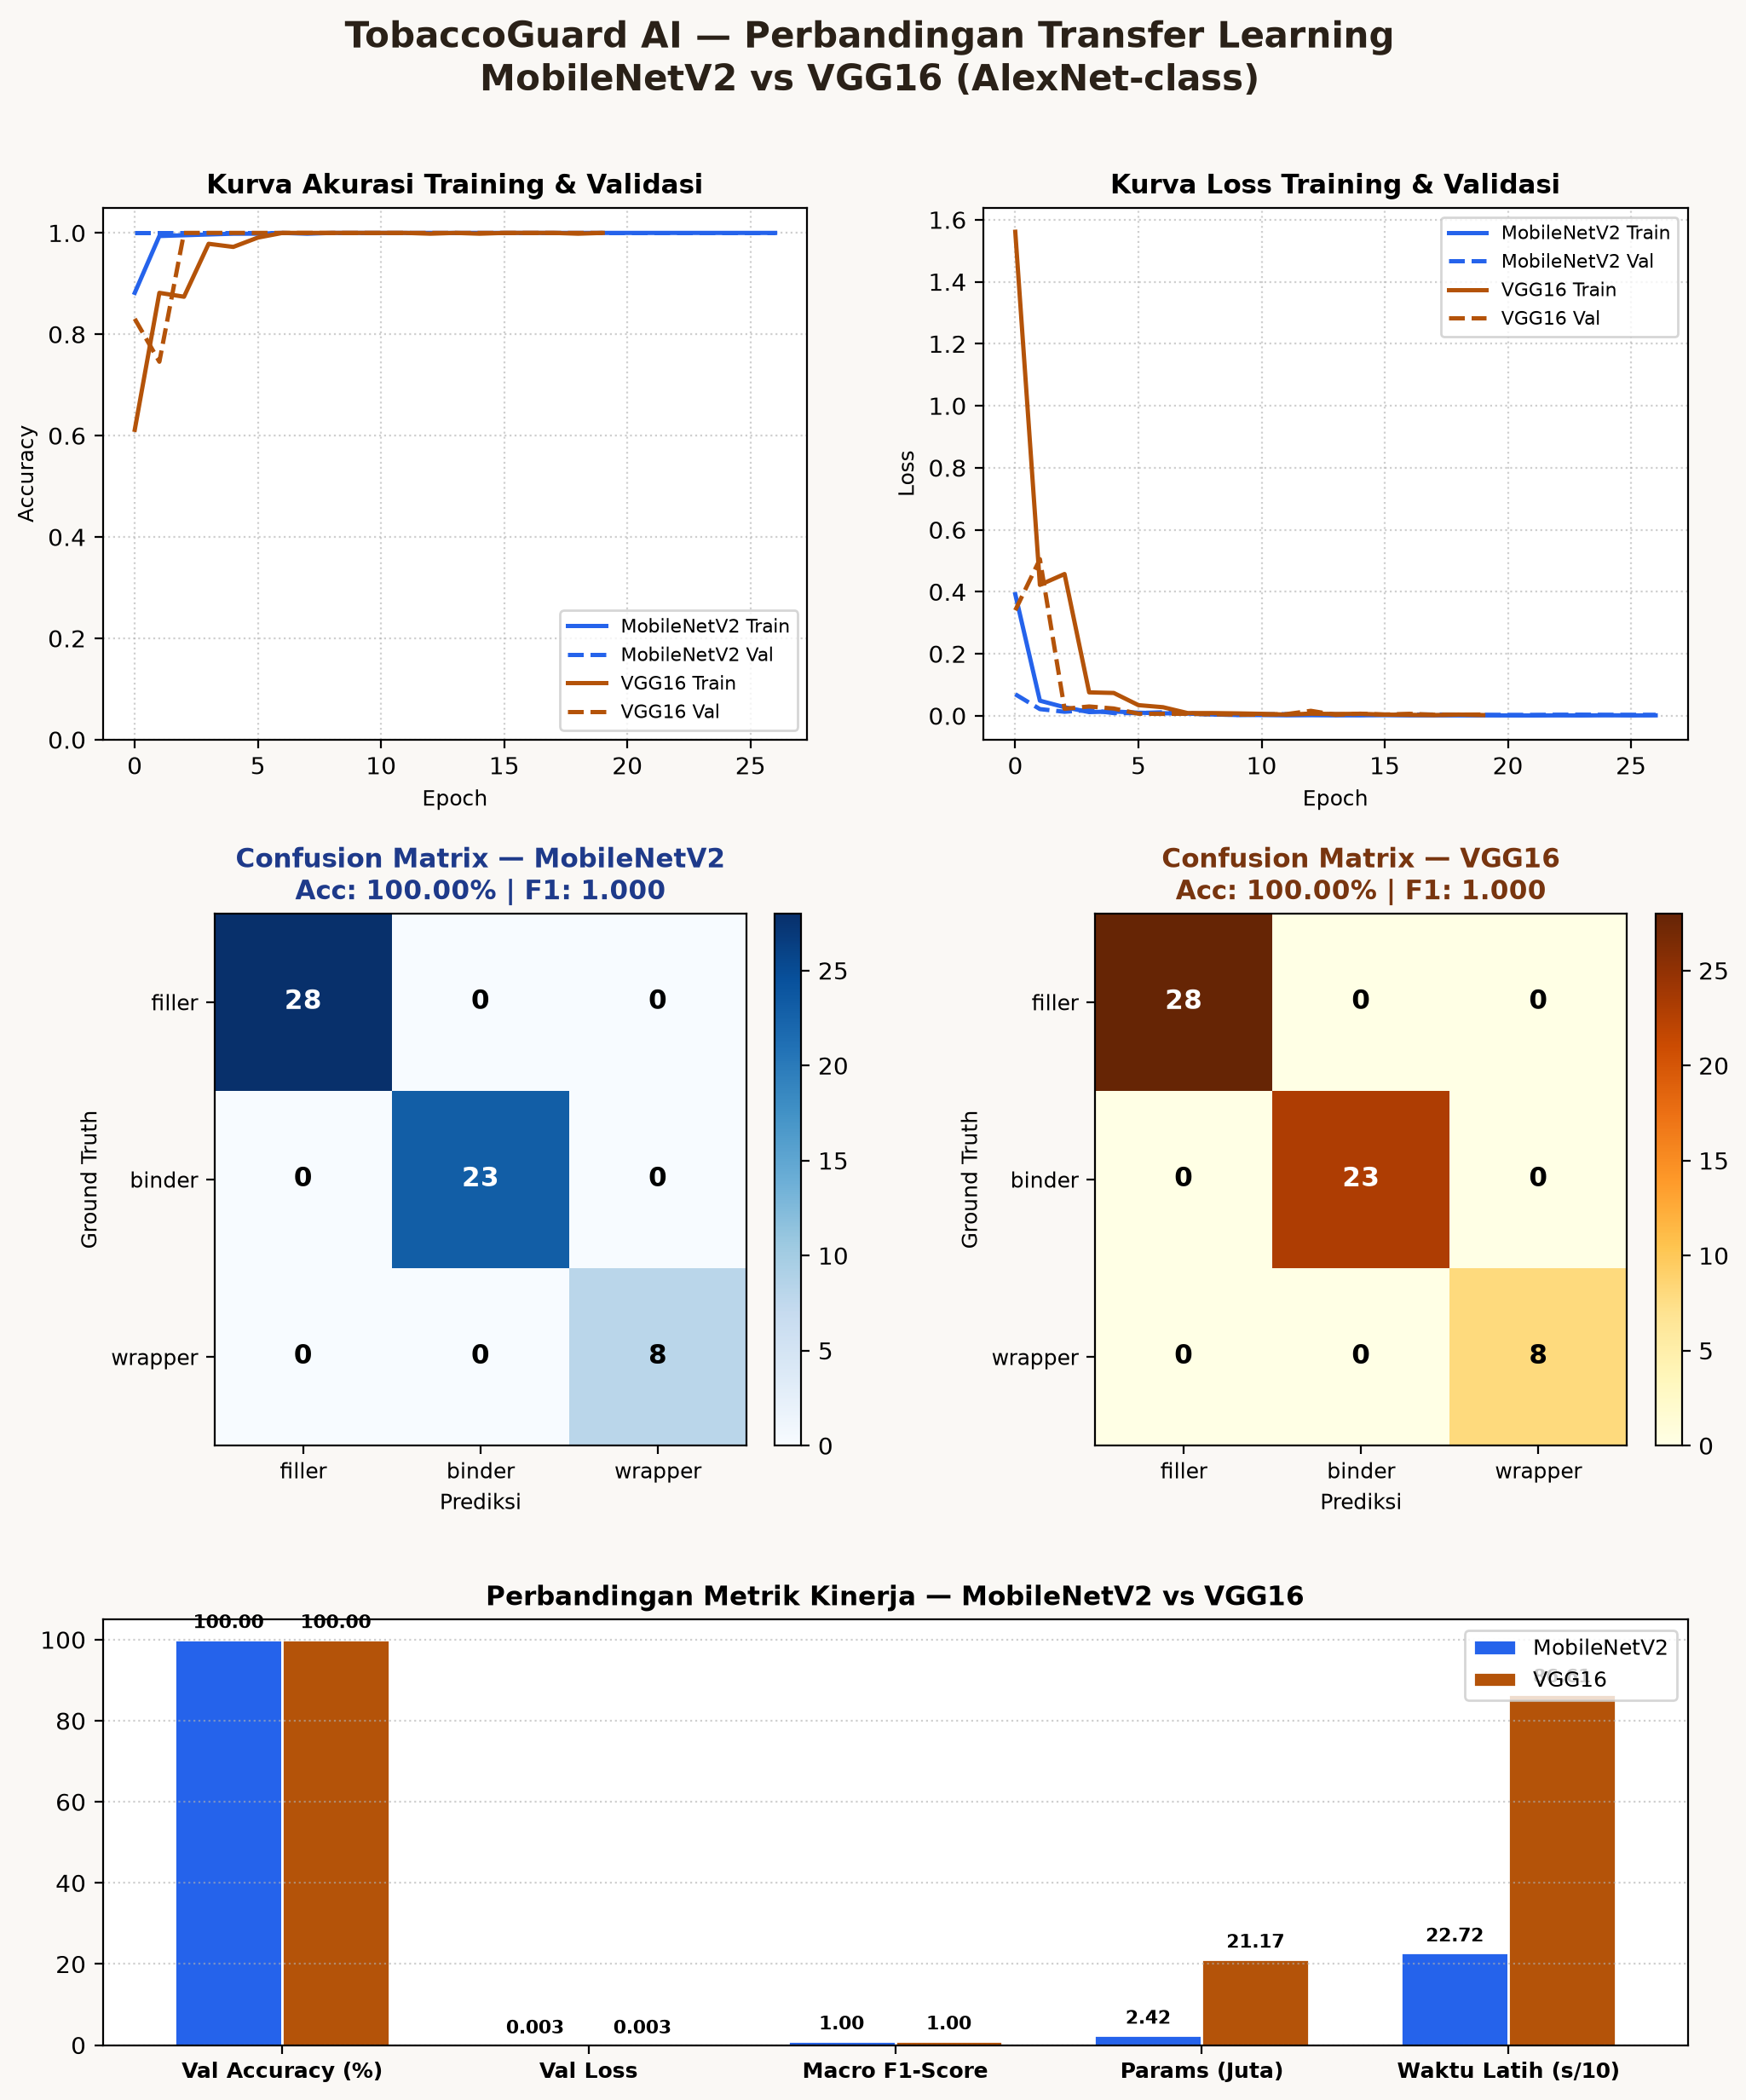 TobaccoGuard AI — Perbandingan Transfer Learning
MobileNetV2 vs VGG16 (AlexNet-class)
Kurva Akurasi Training & Validasi
1.0
0.8
0.6
0.4
0.2
0.0
Accuracy
0 5 10 15 20 25
Epoch
MobileNetV2 Train
MobileNetV2 Val
VGG16 Train
VGG16 Val
Kurva Loss Training & Validasi
1.6
1.4
1.2
1.0
0.8
0.6
0.4
0.2
0.0
Loss
0 5 10 15 20 25
Epoch
MobileNetV2 Train
MobileNetV2 Val
VGG16 Train
VGG16 Val
Confusion Matrix — MobileNetV2
Acc: 100.00% | F1: 1.000
Ground Truth
filler 28 0 0
binder 0 23 0
wrapper 0 0 8
filler binder wrapper
Prediksi
25
20
15
10
5
0
Confusion Matrix — VGG16
Acc: 100.00% | F1: 1.000
Ground Truth
filler 28 0 0
binder 0 23 0
wrapper 0 0 8
filler binder wrapper
Prediksi
25
20
15
10
5
0
Perbandingan Metrik Kinerja — MobileNetV2 vs VGG16
100
80
60
40
20
0
100.00 100.00
0.003 0.003
1.00 1.00
2.42 21.17
22.72
MobileNetV2
VGG16
Val Accuracy (%) Val Loss Macro F1-Score Params (Juta) Waktu Latih (s/10)